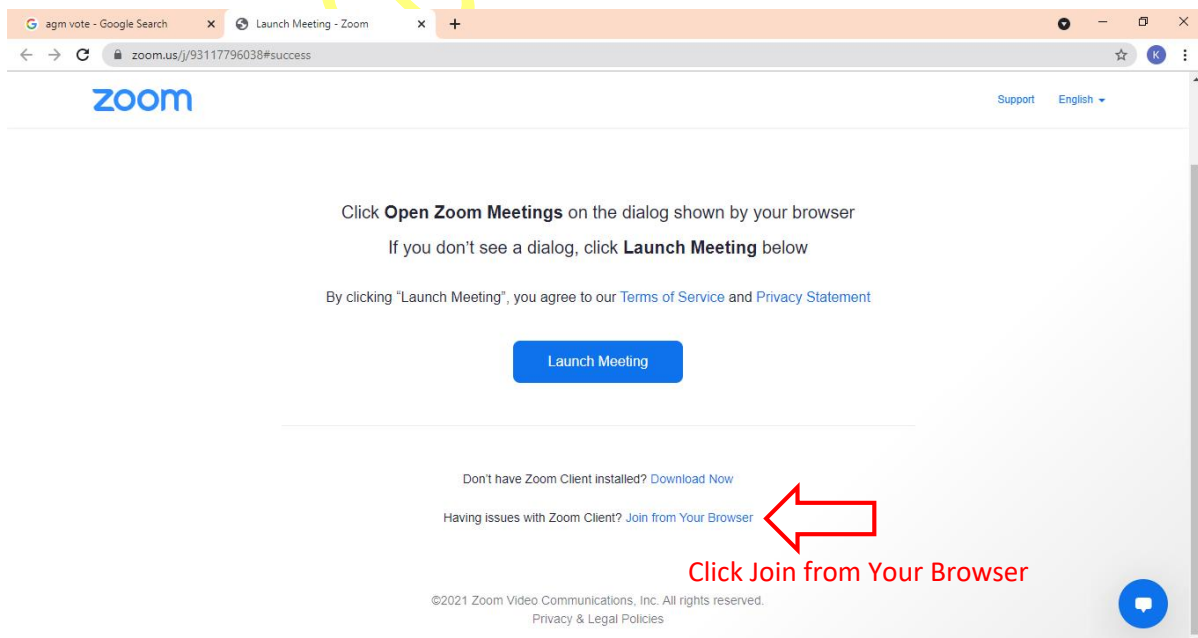 agm vote - Google Search
Launch Meeting - Zoom
zoom.us/j/93117796038#success
K
zoom
Support English
Click Open Zoom Meetings on the dialog shown by your browser
If you don't see a dialog, click Launch Meeting below
By clicking “Launch Meeting”, you agree to our Terms of Service and Privacy Statement
Launch Meeting
Don't have Zoom Client installed? Download Now
Having issues with Zoom Client? Join from Your Browser
Click Join from Your Browser
©2021 Zoom Video Communications, Inc. All rights reserved.
Privacy & Legal Policies